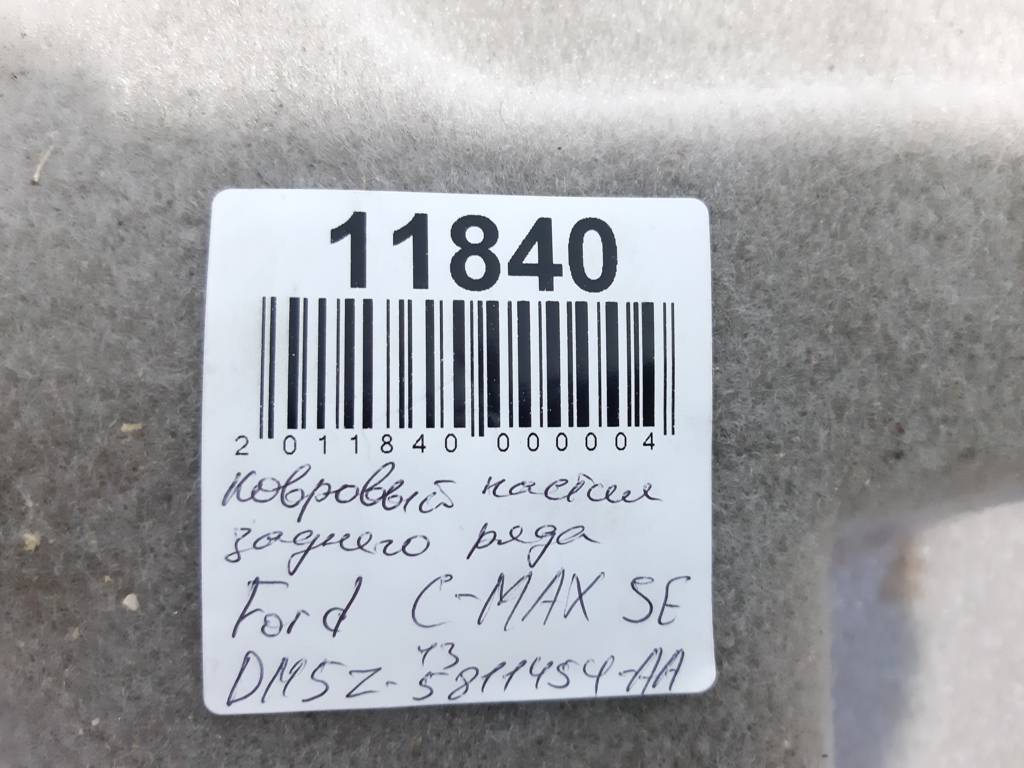 11840
2 011840 000004
ковровый настил
заднего ряда
Ford C-MAX SE
13
DM5Z-5811454-AA